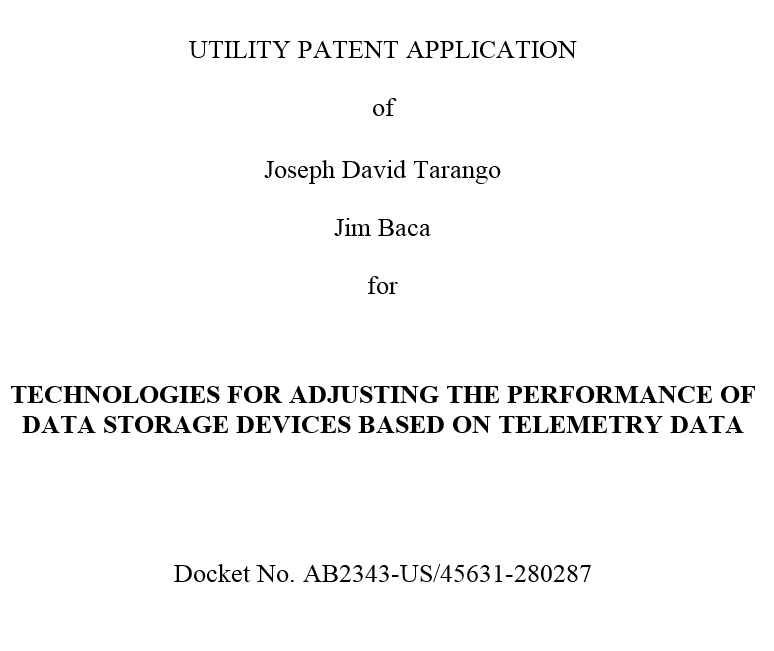 UTILITY PATENT APPLICATION
of
Joseph David Tarango
Jim Baca
for
TECHNOLOGIES FOR ADJUSTING THE PERFORMANCE OF
DATA STORAGE DEVICES BASED ON TELEMETRY DATA
Docket No. AB2343-US/45631-280287